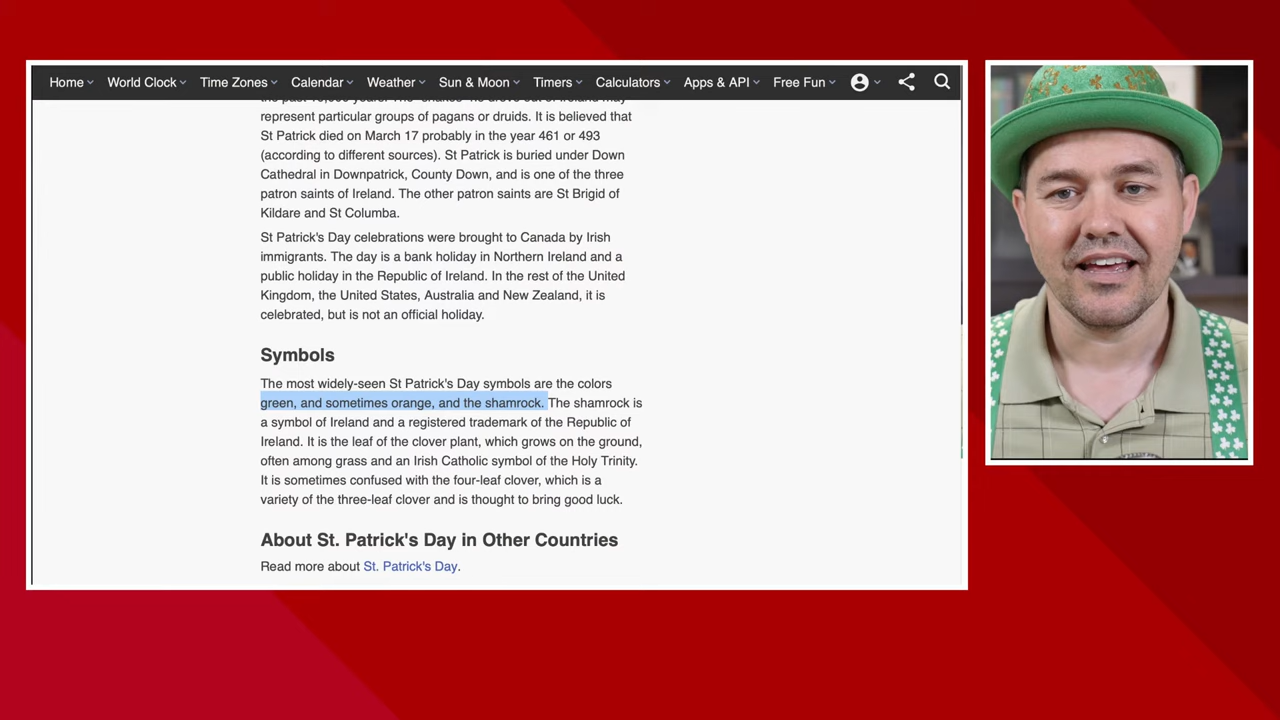 Home World Clock Time Zones Calendar Weather Sun & Moon Timers Calculators Apps & API Free Fun
represent particular groups of pagans or druids. It is believed that
St Patrick died on March 17 probably in the year 461 or 493
(according to different sources). St Patrick is buried under Down
Cathedral in Downpatrick, County Down, and is one of the three
patron saints of Ireland. The other patron saints are St Brigid of
Kildare and St Columba.
St Patrick's Day celebrations were brought to Canada by Irish
immigrants. The day is a bank holiday in Northern Ireland and a
public holiday in the Republic of Ireland. In the rest of the United
Kingdom, the United States, Australia and New Zealand, it is
celebrated, but is not an official holiday.
Symbols
The most widely-seen St Patrick's Day symbols are the colors
green, and sometimes orange, and the shamrock. The shamrock is
a symbol of Ireland and a registered trademark of the Republic of
Ireland. It is the leaf of the clover plant, which grows on the ground,
often among grass and an Irish Catholic symbol of the Holy Trinity.
It is sometimes confused with the four-leaf clover, which is a
variety of the three-leaf clover and is thought to bring good luck.
About St. Patrick's Day in Other Countries
Read more about St. Patrick's Day.